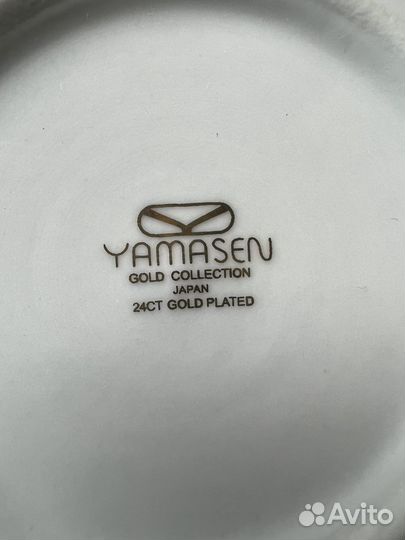 YAMASEN
GOLD COLLECTION
JAPAN
24CT GOLD PLATED
Avito